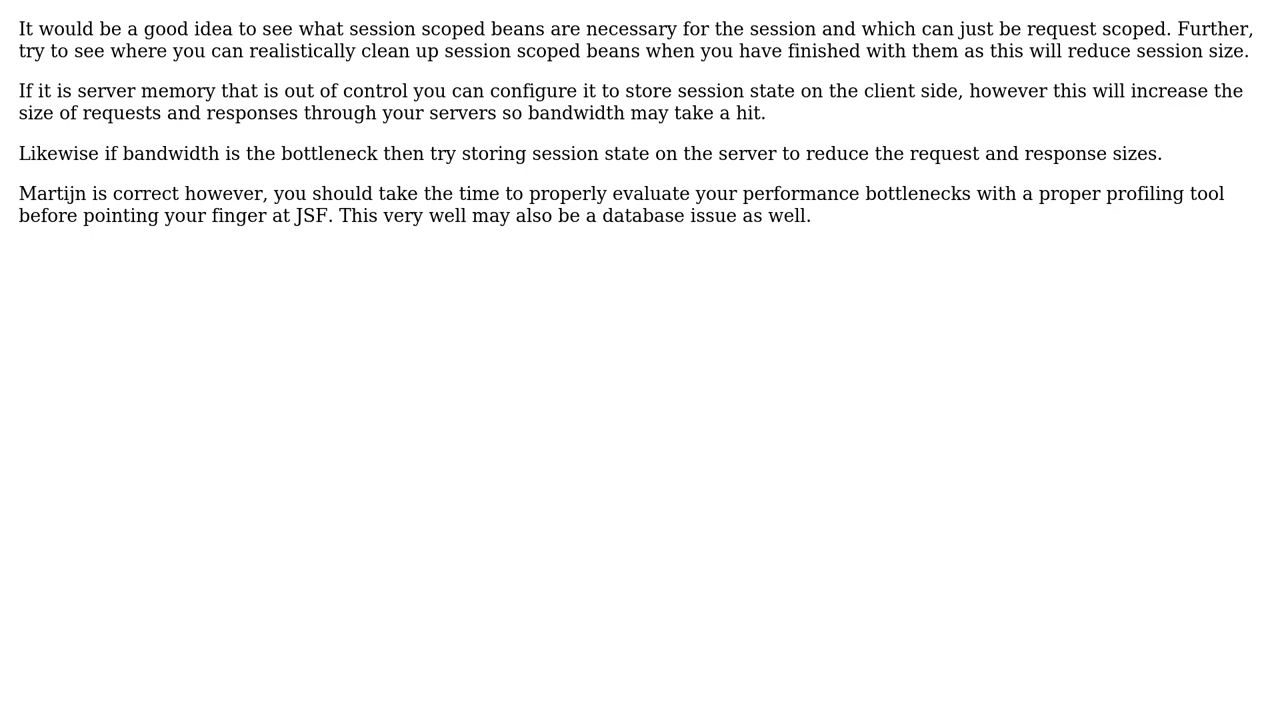 It would be a good idea to see what session scoped beans are necessary for the session and which can just be request scoped. Further,
try to see where you can realistically clean up session scoped beans when you have finished with them as this will reduce session size.
If it is server memory that is out of control you can configure it to store session state on the client side, however this will increase the
size of requests and responses through your servers so bandwidth may take a hit.
Likewise if bandwidth is the bottleneck then try storing session state on the server to reduce the request and response sizes.
Martijn is correct however, you should take the time to properly evaluate your performance bottlenecks with a proper profiling tool
before pointing your finger at JSF. This very well may also be a database issue as well.